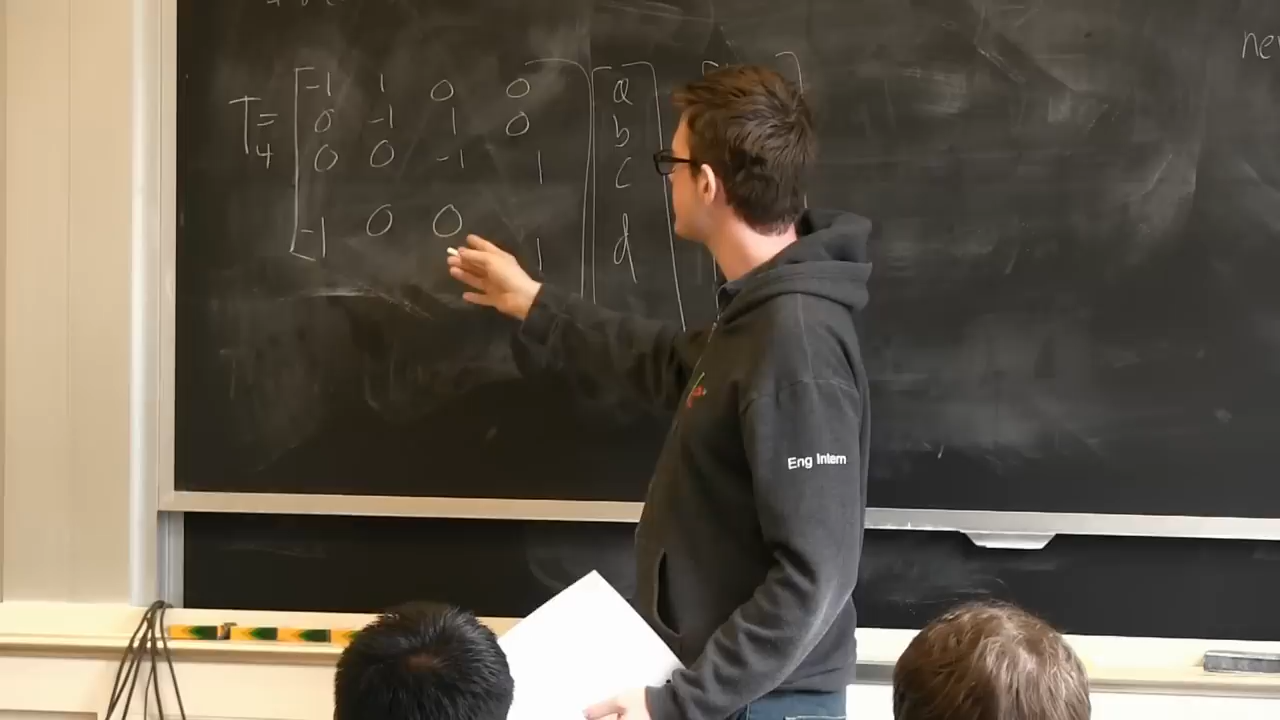 T4 = [ -1 1 0 0 ] [ a ]
0 -1 1 0 b
0 0 -1 1 c
-1 0 0 1 d
Eng Intern